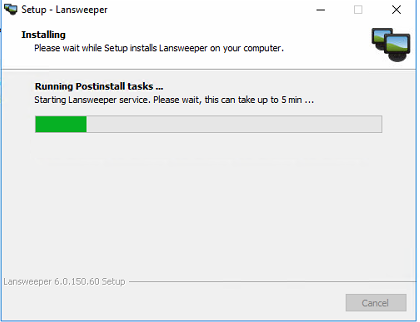 Setup - Lansweeper
Installing
Please wait while Setup installs Lansweeper on your computer.
Running Postinstall tasks ...
Starting Lansweeper service. Please wait, this can take up to 5 min ...
Lansweeper 6.0.150.60 Setup
Cancel